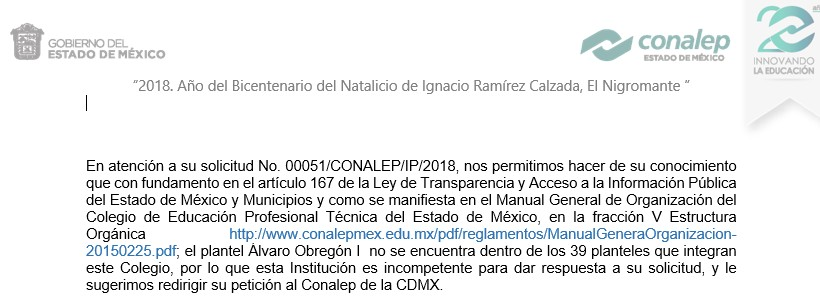 GOBIERNO DEL
ESTADO DE MÉXICO
conalep
ESTADO DE MÉXICO
20
INNOVANDO
LA EDUCACIÓN
“2018. Año del Bicentenario del Natalicio de Ignacio Ramírez Calzada, El Nigromante ”
En atención a su solicitud No. 00051/CONALEP/IP/2018, nos permitimos hacer de su conocimiento
que con fundamento en el artículo 167 de la Ley de Transparencia y Acceso a la Información Pública
del Estado de México y Municipios y como se manifiesta en el Manual General de Organización del
Colegio de Educación Profesional Técnica del Estado de México, en la fracción V Estructura
Orgánica http://www.conalepmex.edu.mx/pdf/reglamentos/ManualGeneraOrganizacion-
20150225.pdf; el plantel Álvaro Obregón I no se encuentra dentro de los 39 planteles que integran
este Colegio, por lo que esta Institución es incompetente para dar respuesta a su solicitud, y le
sugerimos redirigir su petición al Conalep de la CDMX.